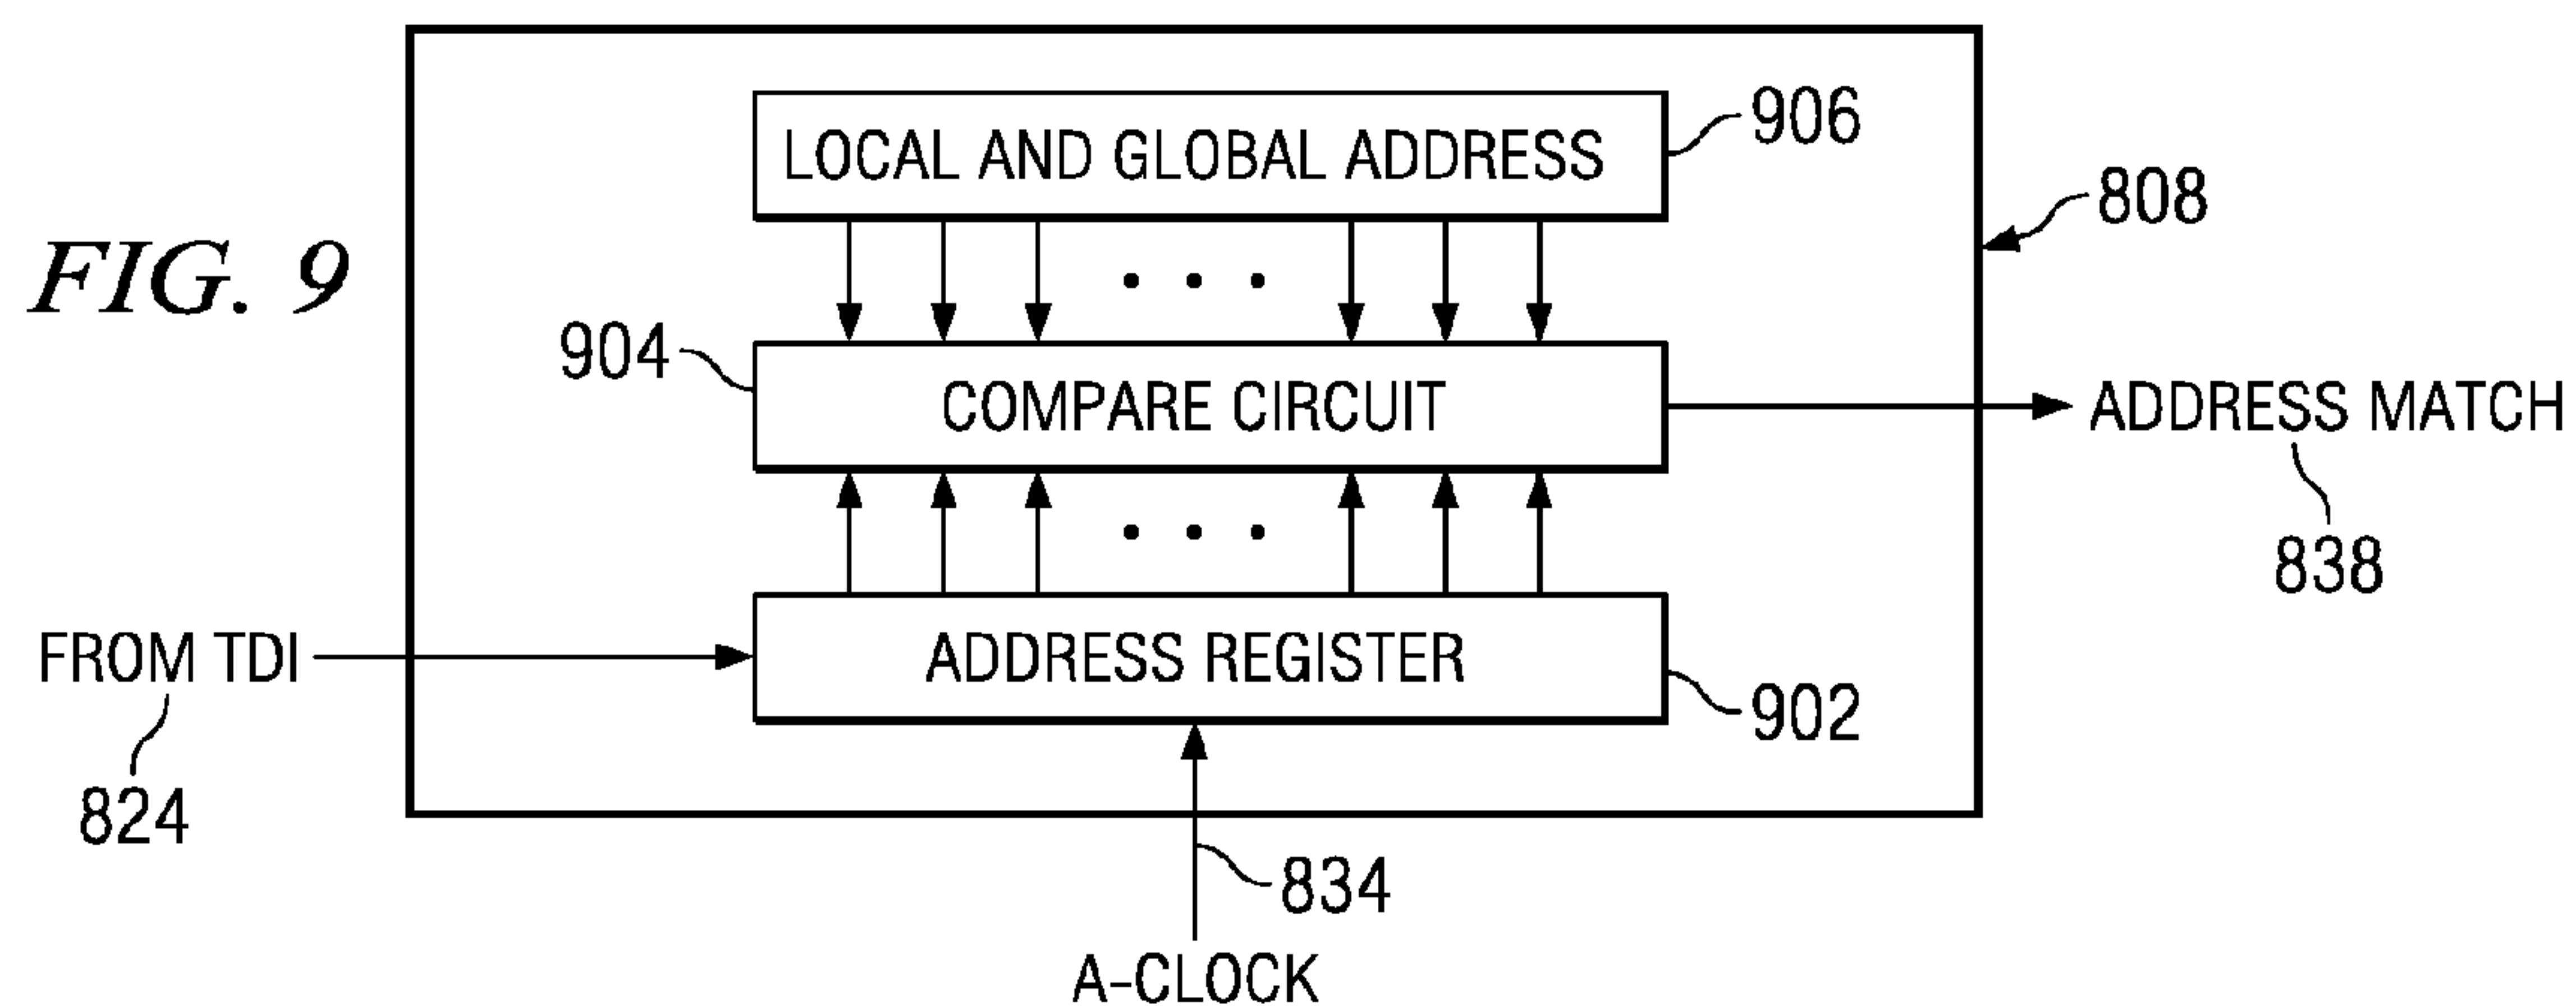 FIG. 9
LOCAL AND GLOBAL ADDRESS
906
808
904
COMPARE CIRCUIT
ADDRESS MATCH
838
FROM TDI
824
ADDRESS REGISTER
902
834
A-CLOCK